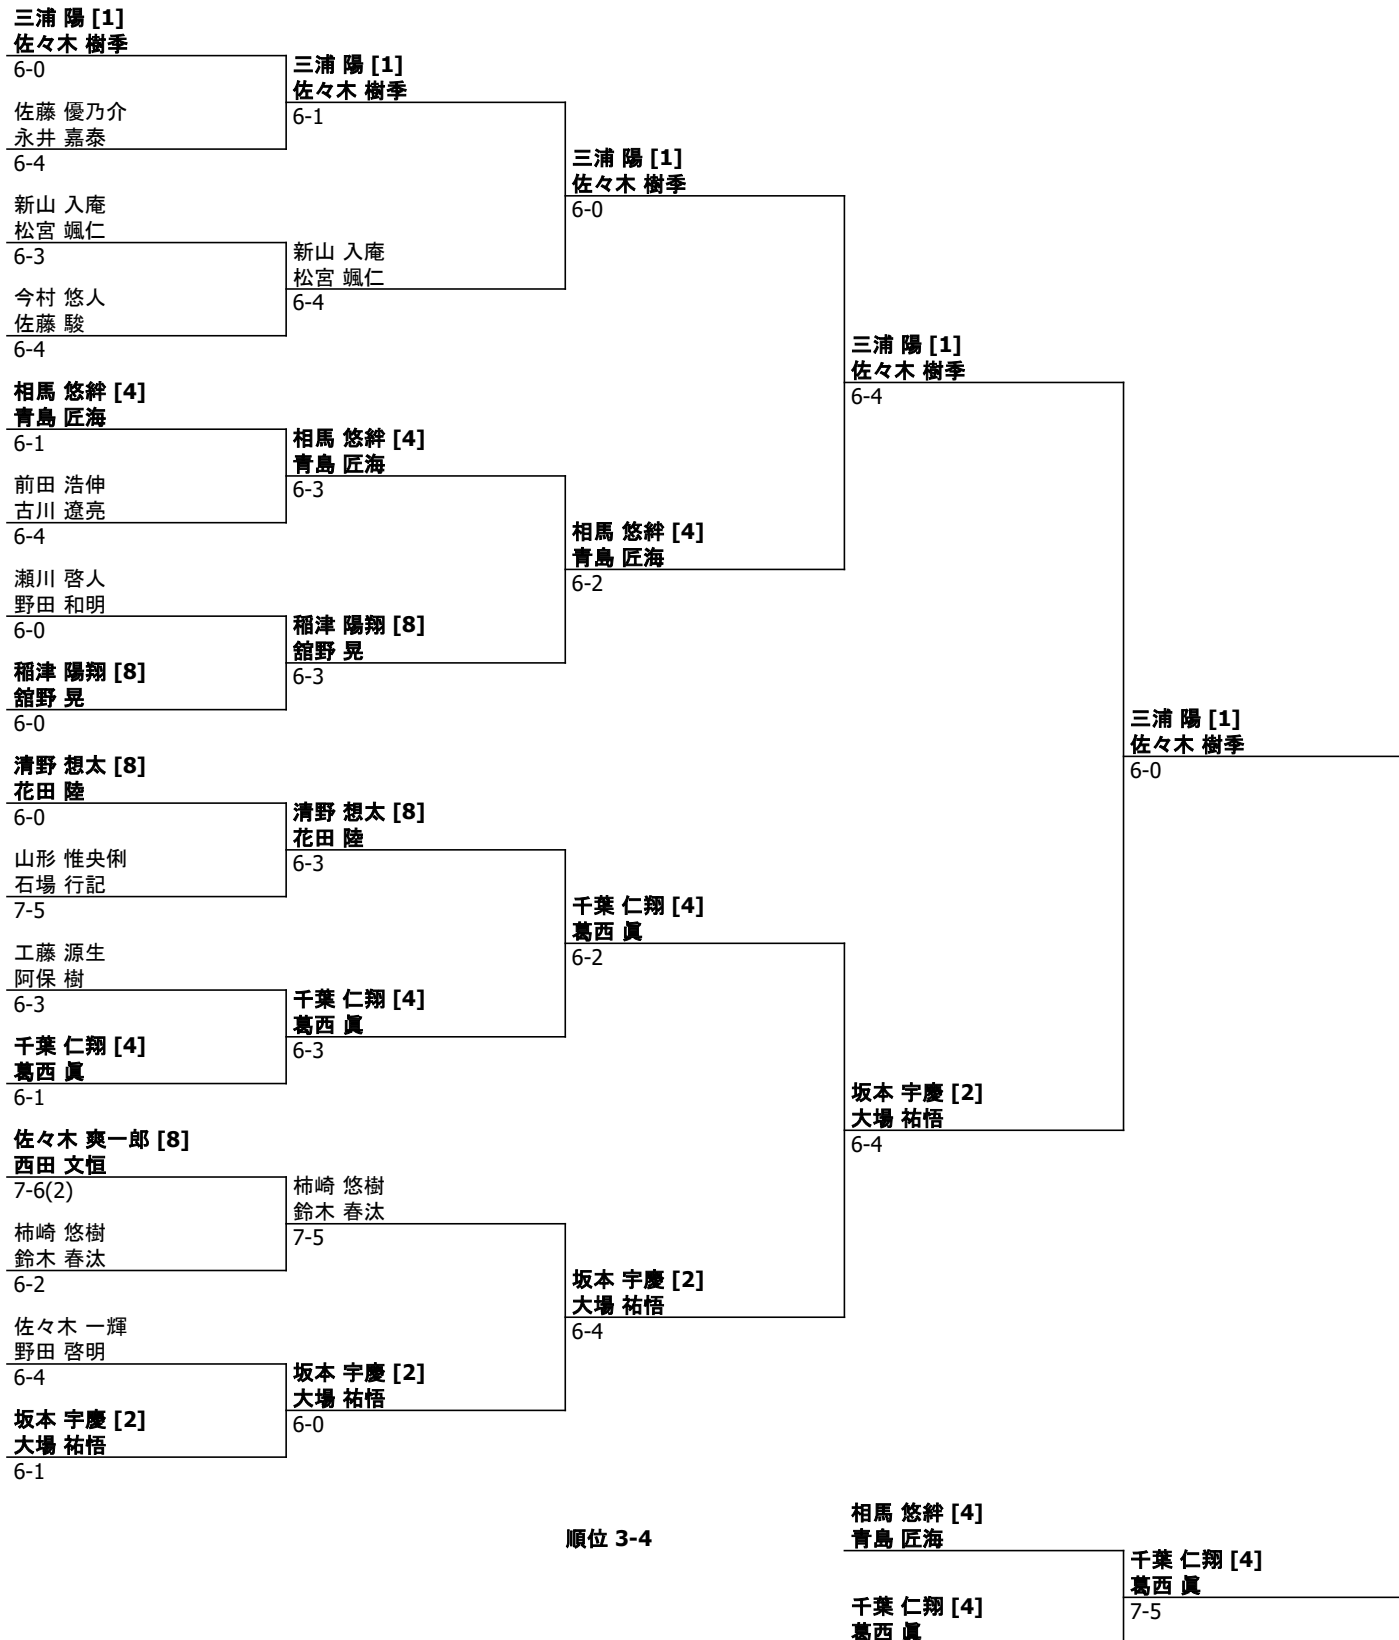 三浦 陽 [1]
佐々木 樹季
6-0
佐藤 優乃介
永井 嘉泰
6-4
新山 入庵
松宮 颯仁
6-3
今村 悠人
佐藤 駿
6-4
相馬 悠絆 [4]
青島 匠海
6-1
前田 浩伸
古川 遼亮
6-4
瀬川 啓人
野田 和明
6-0
稲津 陽翔 [8]
舘野 晃
6-0
清野 想太 [8]
花田 陸
6-0
山形 惟央俐
石場 行記
7-5
工藤 源生
阿保 樹
6-3
千葉 仁翔 [4]
葛西 眞
6-1
佐々木 爽一郎 [8]
西田 文恒
7-6(2)
柿崎 悠樹
鈴木 春汰
6-2
佐々木 一輝
野田 啓明
6-4
坂本 宇慶 [2]
大場 祐悟
6-1
三浦 陽 [1]
佐々木 樹季
6-1
新山 入庵
松宮 颯仁
6-4
相馬 悠絆 [4]
青島 匠海
6-3
稲津 陽翔 [8]
舘野 晃
6-3
清野 想太 [8]
花田 陸
6-3
千葉 仁翔 [4]
葛西 眞
6-3
柿崎 悠樹
鈴木 春汰
7-5
坂本 宇慶 [2]
大場 祐悟
6-0
三浦 陽 [1]
佐々木 樹季
6-0
相馬 悠絆 [4]
青島 匠海
6-2
千葉 仁翔 [4]
葛西 眞
6-2
坂本 宇慶 [2]
大場 祐悟
6-4
三浦 陽 [1]
佐々木 樹季
6-4
坂本 宇慶 [2]
大場 祐悟
6-4
三浦 陽 [1]
佐々木 樹季
6-0
順位 3-4
相馬 悠絆 [4]
青島 匠海
千葉 仁翔 [4]
葛西 眞
千葉 仁翔 [4]
葛西 眞
7-5